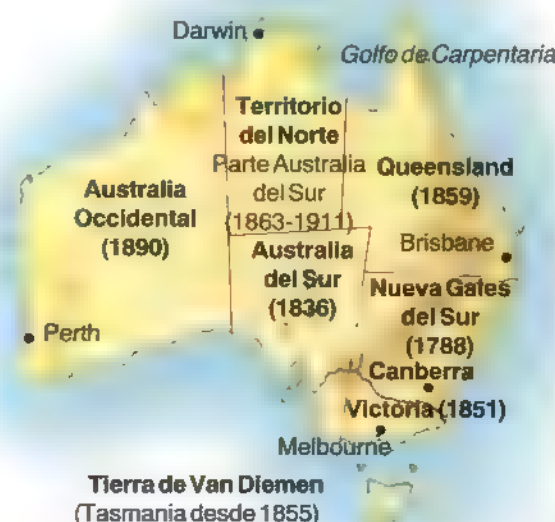 Darwin
Golfo de Carpentaria
Territorio
del Norte
Parte Australia
del Sur
(1863-1911)
Queensland
(1859)
Australia
Occidental
(1890)
Brisbane
Australia
del Sur
(1836)
Nueva Gales
del Sur
(1788)
Perth
Canberra
Victoria (1851)
Melbourne
Tierra de Van Diemen
(Tasmania desde 1855)